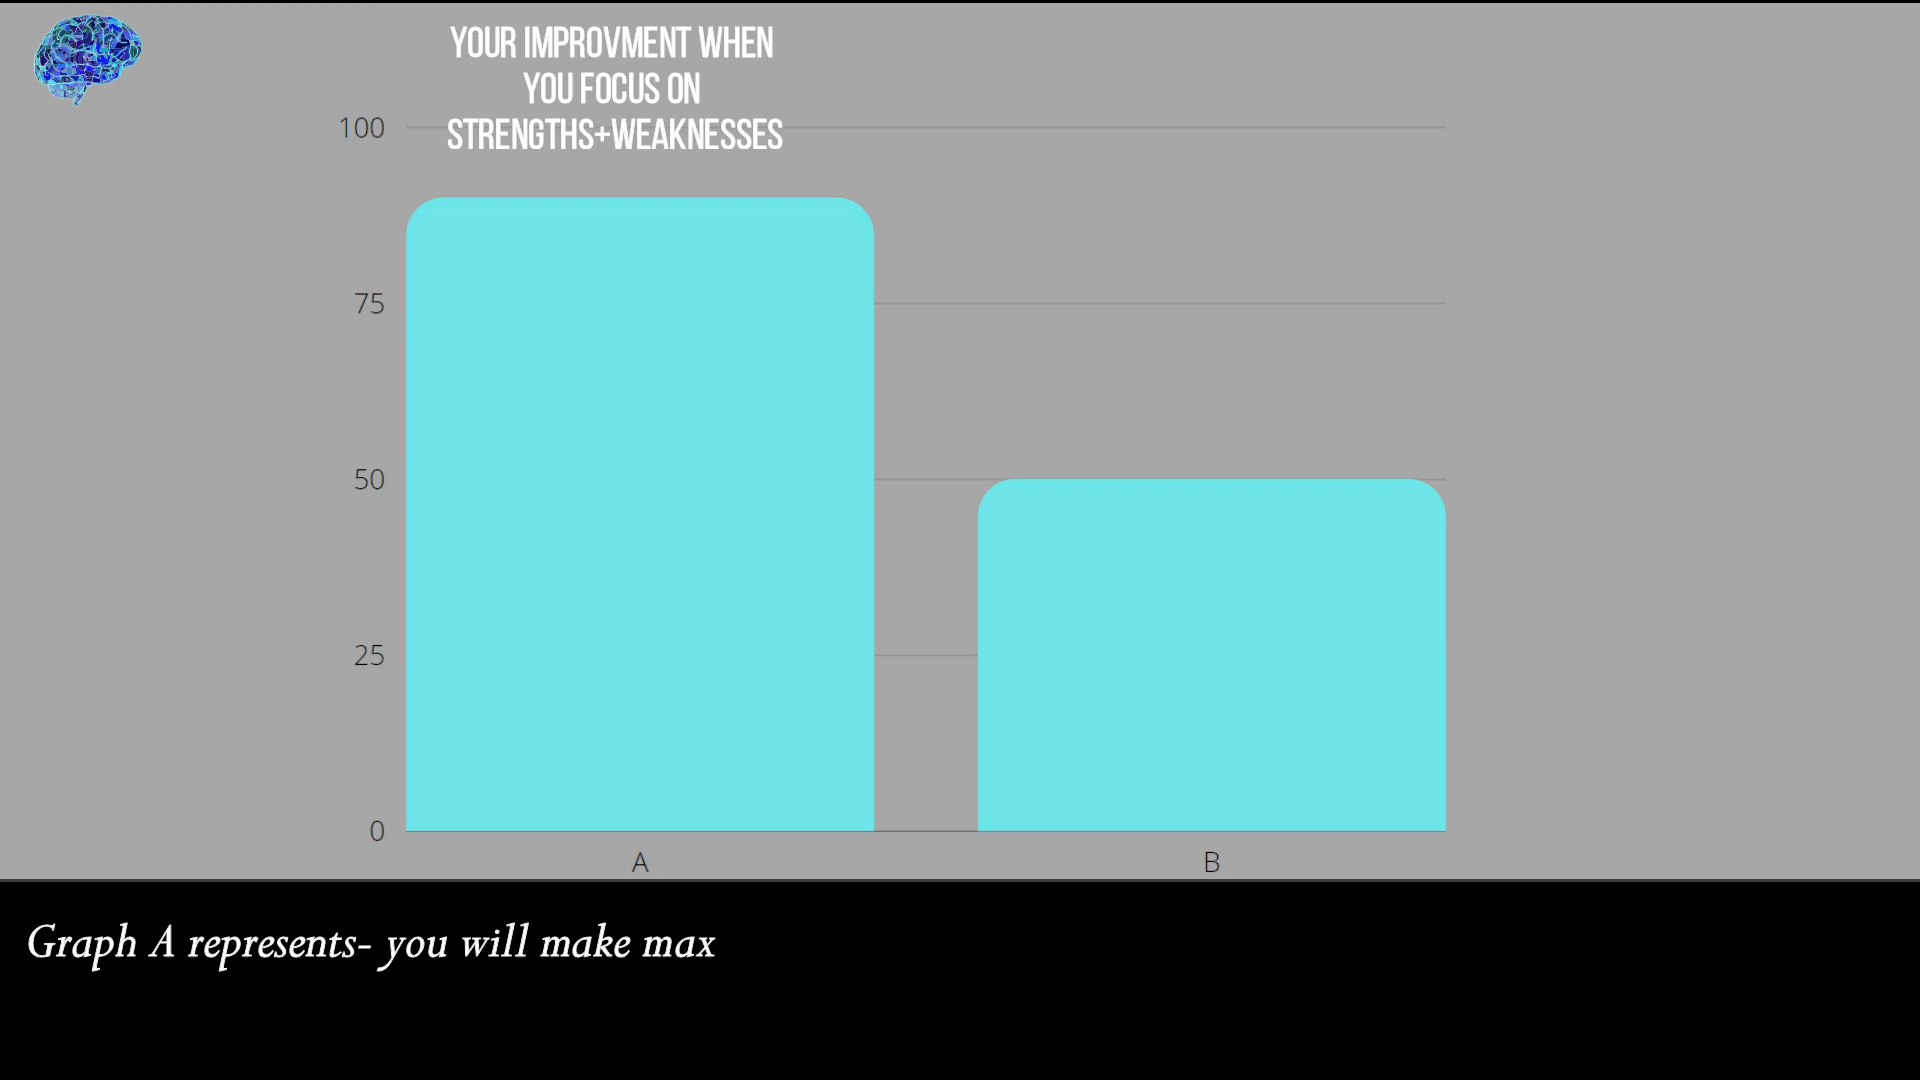 YOUR IMPROVMENT WHEN
YOU FOCUS ON
STRENGTHS+WEAKNESSES
100
75
50
25
0
A B
Graph A represents- you will make max